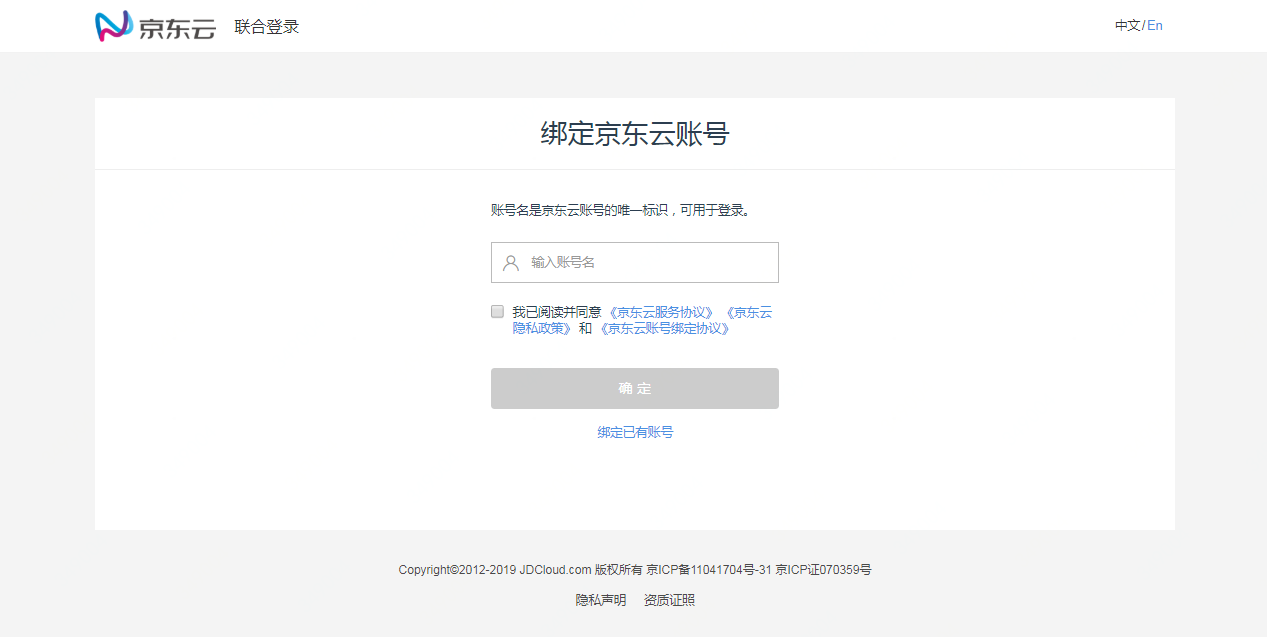 京东云 联合登录 中文/En
绑定京东云账号
账号名是京东云账号的唯一标识，可用于登录。
输入账号名
我已阅读并同意《京东云服务协议》 《京东云
隐私政策》 和 《京东云账号绑定协议》
确 定
绑定已有账号
Copyright©2012-2019 JDCloud.com 版权所有 京ICP备11041704号-31 京ICP证070359号
隐私声明 资质证照